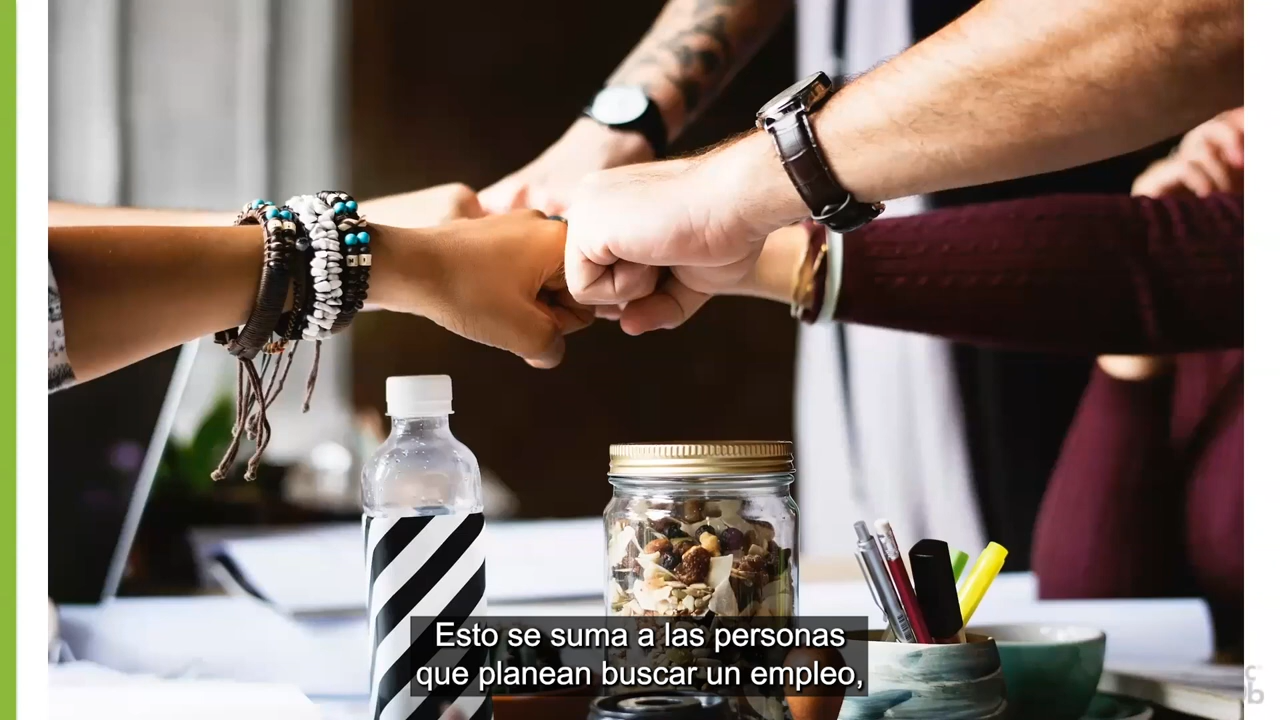 Esto se suma a las personas
que planean buscar un empleo,